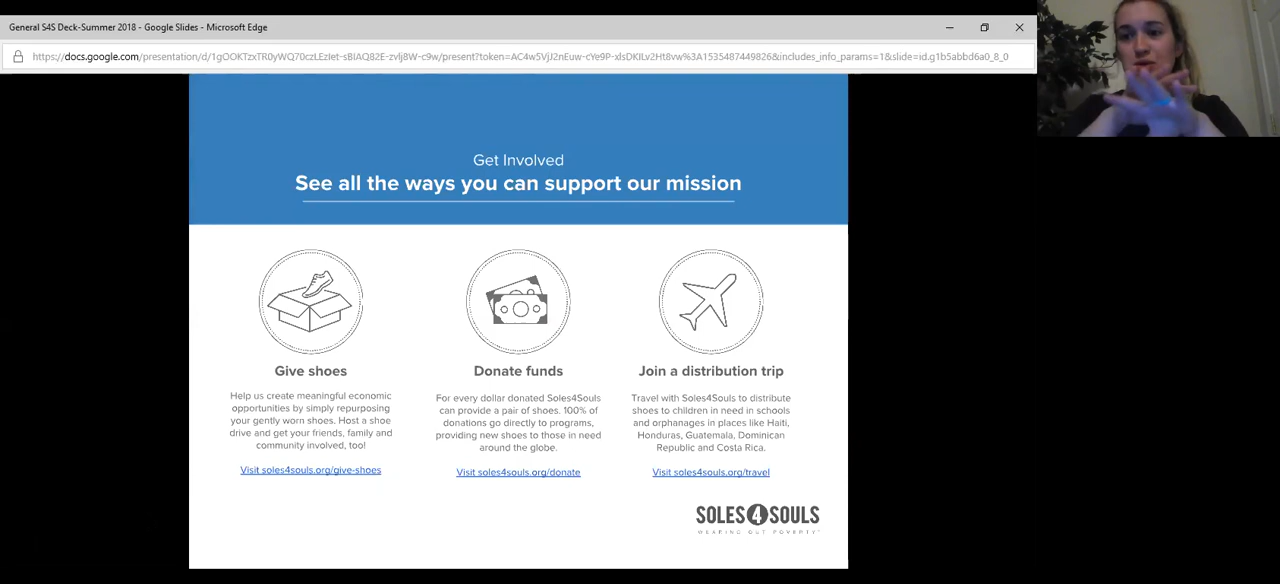 General S4S Deck-Summer 2018 - Google Slides - Microsoft Edge
Get Involved
See all the ways you can support our mission
Give shoes
Help us create meaningful economic
opportunities by simply repurposing
your gently worn shoes. Host a shoe
drive and get your friends, family and
community involved, too!
Visit soles4souls.org/give-shoes
Donate funds
For every dollar donated Soles4Souls
can provide a pair of shoes. 100% of
donations go directly to programs,
providing new shoes to those in need
around the globe.
Visit soles4souls.org/donate
Join a distribution trip
Travel with Soles4Souls to distribute
shoes to children in need in schools
and orphanages in places like Haiti,
Honduras, Guatemala, Dominican
Republic and Costa Rica.
Visit soles4souls.org/travel
SOLES4SOULS
WEARING OUT POVERTY